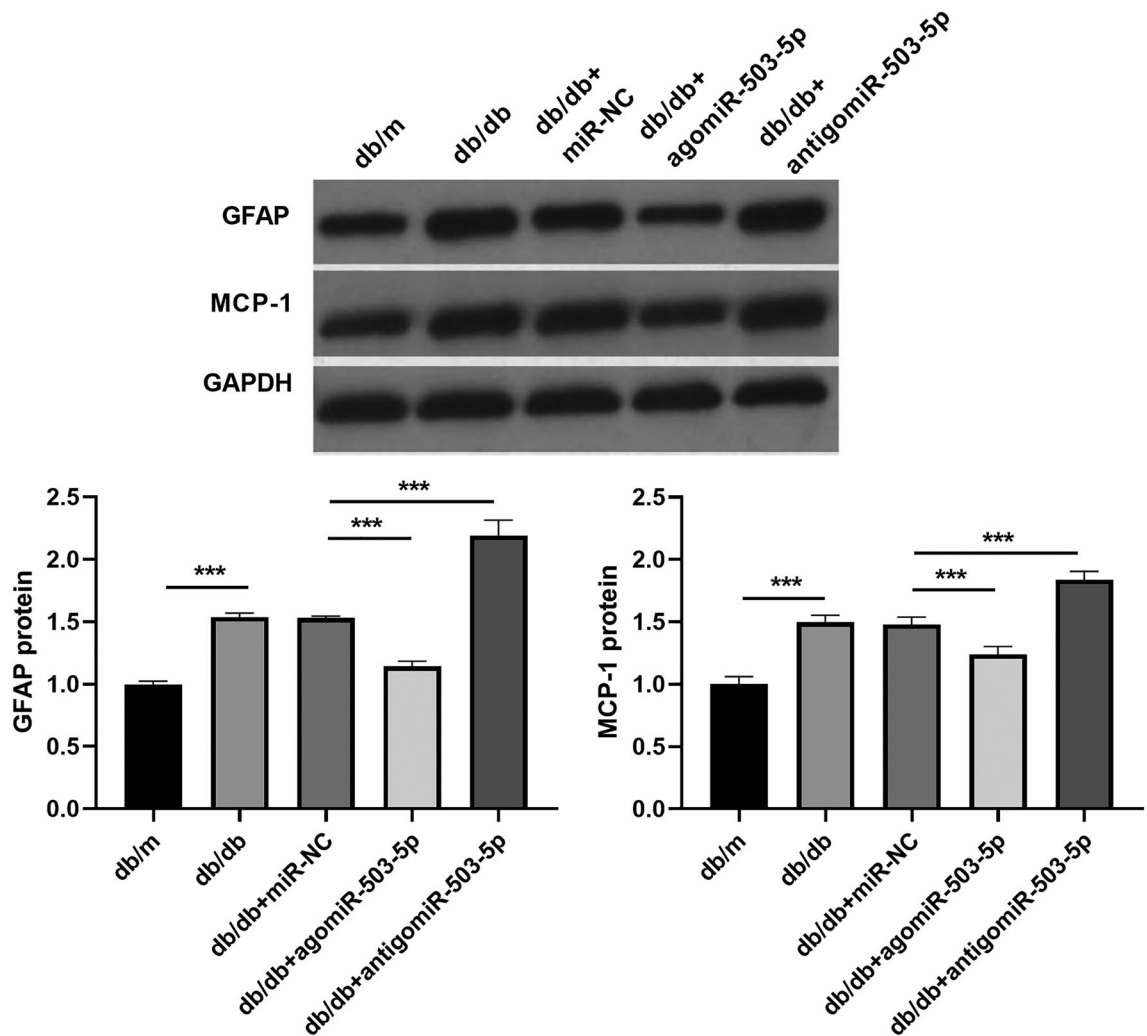 db/m
db/db
db/db+
miR-NC
db/db+
agomiR-503-5p
db/db+
antigomiR-503-5p
GFAP
MCP-1
GAPDH
GFAP protein
2.5
2.0
1.5
1.0
0.5
0.0
***
***
***
db/m
db/db
db/db+miR-NC
db/db+agomiR-503-5p
db/db+antigomiR-503-5p
MCP-1 protein
2.5
2.0
1.5
1.0
0.5
0.0
***
***
***
db/m
db/db
db/db+miR-NC
db/db+agomiR-503-5p
db/db+antigomiR-503-5p